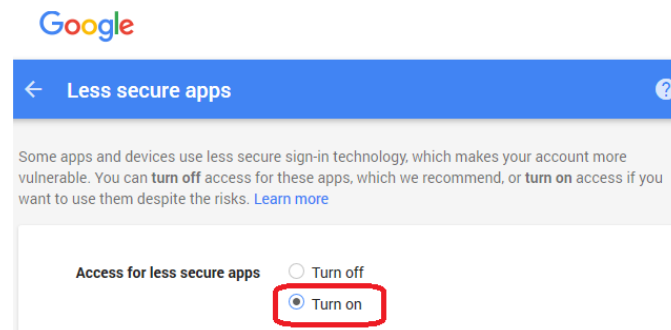 Google
Less secure apps
?
Some apps and devices use less secure sign-in technology, which makes your account more
vulnerable. You can turn off access for these apps, which we recommend, or turn on access if you
want to use them despite the risks. Learn more
Access for less secure apps
Turn off
Turn on